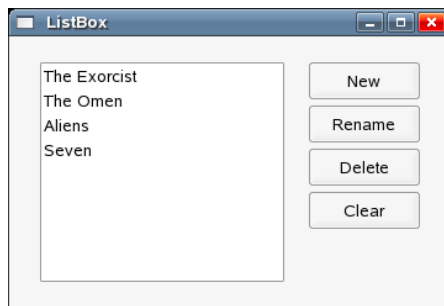 ListBox
The Exorcist
The Omen
Aliens
Seven
New
Rename
Delete
Clear